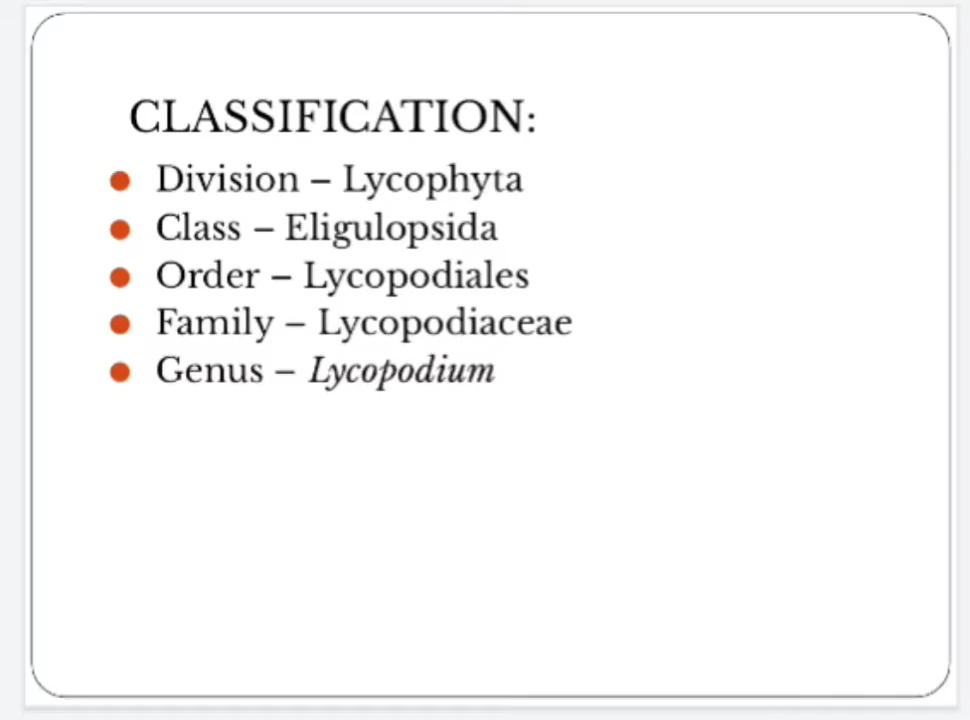 CLASSIFICATION:
Division – Lycophyta
Class – Eligulopsida
Order – Lycopodiales
Family – Lycopodiaceae
Genus – Lycopodium